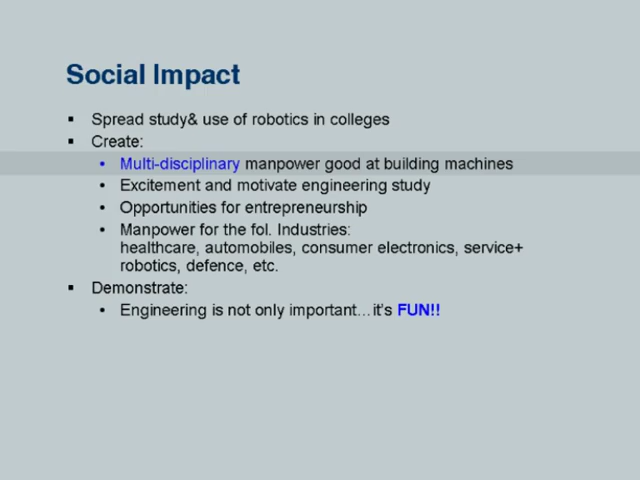 Social Impact
▪ Spread study& use of robotics in colleges
▪ Create:
• Multi-disciplinary manpower good at building machines
• Excitement and motivate engineering study
• Opportunities for entrepreneurship
• Manpower for the fol. Industries:
healthcare, automobiles, consumer electronics, service+
robotics, defence, etc.
▪ Demonstrate:
• Engineering is not only important…it's FUN!!